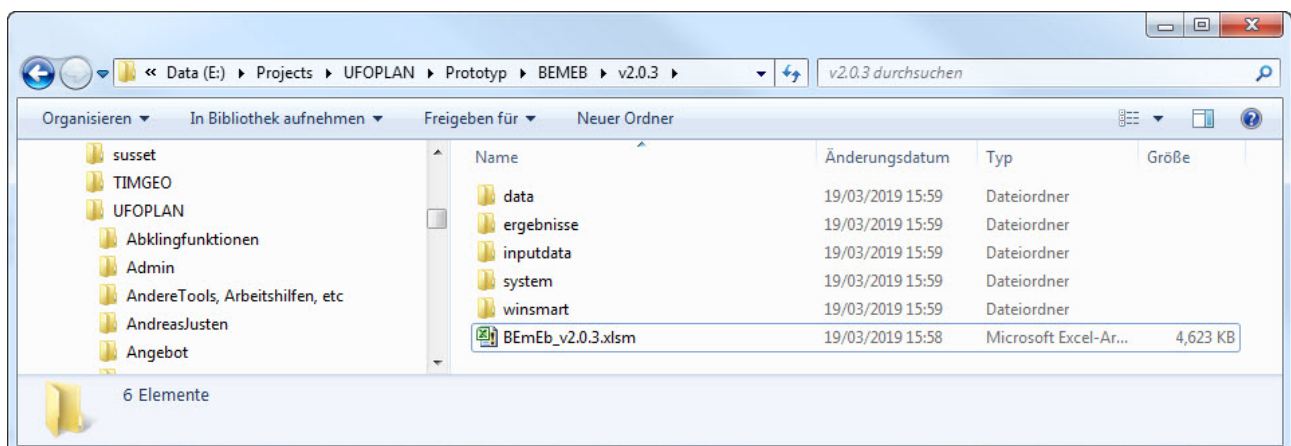 « Data (E:) ▸ Projects ▸ UFOPLAN ▸ Prototyp ▸ BEMEB ▸ v2.0.3 ▸ v2.0.3 durchsuchen
Organisieren In Bibliothek aufnehmen Freigeben für Neuer Ordner
susset
TIMGEO
UFOPLAN
Abklingfunktionen
Admin
AndereTools, Arbeitshilfen, etc
AndreasJusten
Angebot
Name Änderungsdatum Typ Größe
data 19/03/2019 15:59 Dateiordner
ergebnisse 19/03/2019 15:59 Dateiordner
inputdata 19/03/2019 15:59 Dateiordner
system 19/03/2019 15:59 Dateiordner
winsmart 19/03/2019 15:59 Dateiordner
BEmEb_v2.0.3.xlsm 19/03/2019 15:58 Microsoft Excel-Ar... 4,623 KB
6 Elemente